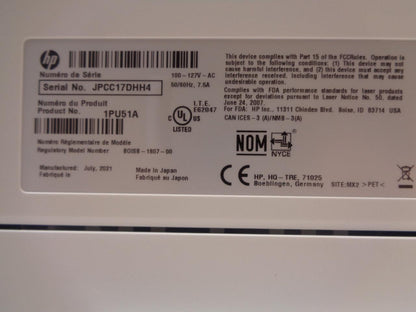 hp
Numéro de Série
Serial No. JPCC17DHH4
Numéro du Produit
Product No. 1PU51A
Numéro Réglementaire de Modèle
Regulatory Model Number BOISB-1807-00
Manufactured: July, 2021
Fabriqué le
Made in Japan
Fabriqué au Japon
100-127V~AC
50/60Hz, 7.6A
C UL US
LISTED
I.T.E.
E62047
This device complies with Part 15 of the FCC Rules. Operation is
subject to the following conditions: (1) This device may not
cause harmful interference, and (2) this device must accept any
interference received, including interference that may cause
undesired operation.
Complies with FDA performance standards for laser products
except for deviations pursuant to Laser Notice No. 50, dated
June 24, 2007.
For FDA: HP Inc., 11311 Chinden Blvd. Boise, ID 83714 USA
CAN ICES-3 (A)/NMB-3(A)
NOM
NYCE
CE
HP, HQ-TRE, 71025
Boeblingen, Germany
SITE:MX2 >PET<